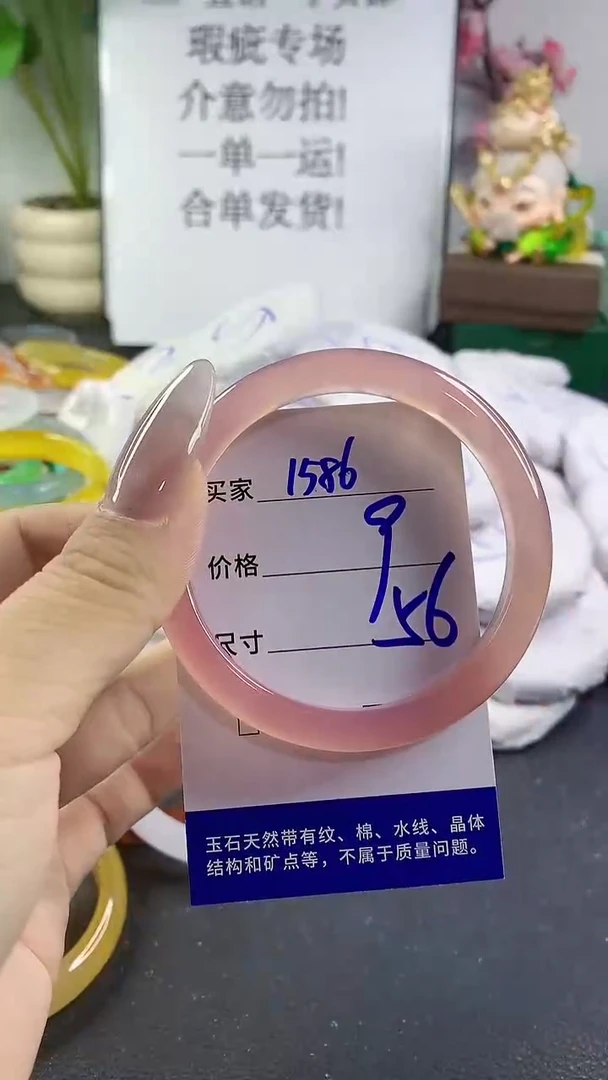 瑕疵专场
介意勿拍!
一单一运!
合单发货!
买家 1586
价格 9
尺寸 56
玉石天然带有纹、棉、水线、晶体
结构和矿点等，不属于质量问题。